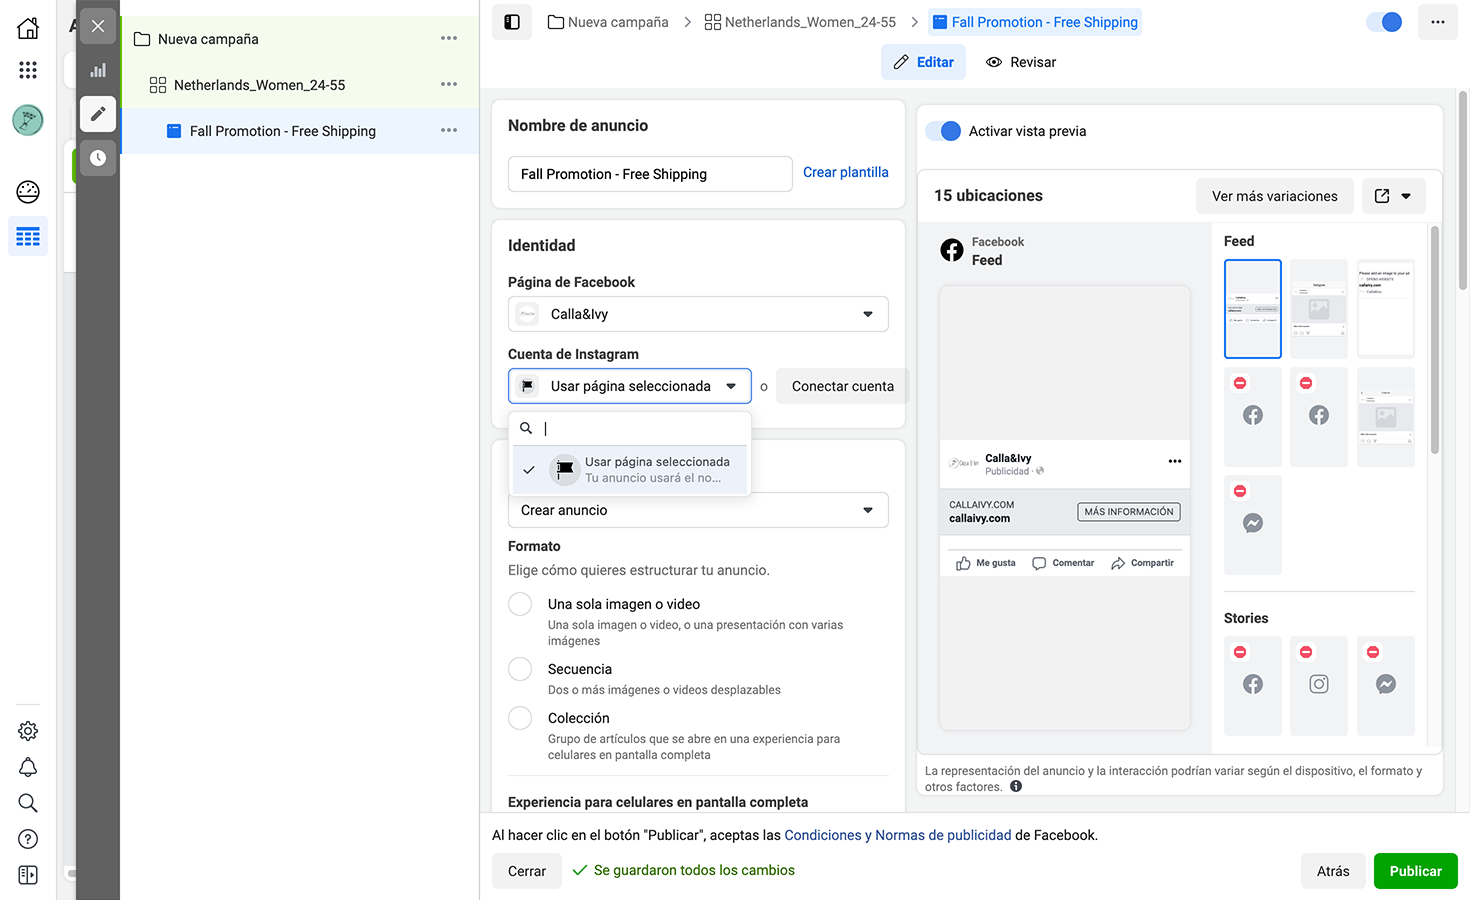 Nueva campaña
Netherlands_Women_24-55
Fall Promotion - Free Shipping
Nueva campaña
Netherlands_Women_24-55
Fall Promotion - Free Shipping
Editar
Revisar
Nombre de anuncio
Fall Promotion - Free Shipping
Crear plantilla
Identidad
Página de Facebook
Calla&Ivy
Cuenta de Instagram
Usar página seleccionada
o
Conectar cuenta
Usar página seleccionada
Tu anuncio usará el no...
Crear anuncio
Formato
Elige cómo quieres estructurar tu anuncio.
Una sola imagen o video
Una sola imagen o video, o una presentación con varias
imágenes
Secuencia
Dos o más imágenes o videos desplazables
Colección
Grupo de artículos que se abre en una experiencia para
celulares en pantalla completa
Experiencia para celulares en pantalla completa
Activar vista previa
15 ubicaciones
Ver más variaciones
Facebook
Feed
Calla&Ivy
Publicidad ·
CALLAIVY.COM
callaivy.com
MÁS INFORMACIÓN
Me gusta
Comentar
Compartir
Feed
Stories
La representación del anuncio y la interacción podrían variar según el dispositivo, el formato y
otros factores.
Al hacer clic en el botón "Publicar", aceptas las Condiciones y Normas de publicidad de Facebook.
Cerrar
Se guardaron todos los cambios
Atrás
Publicar